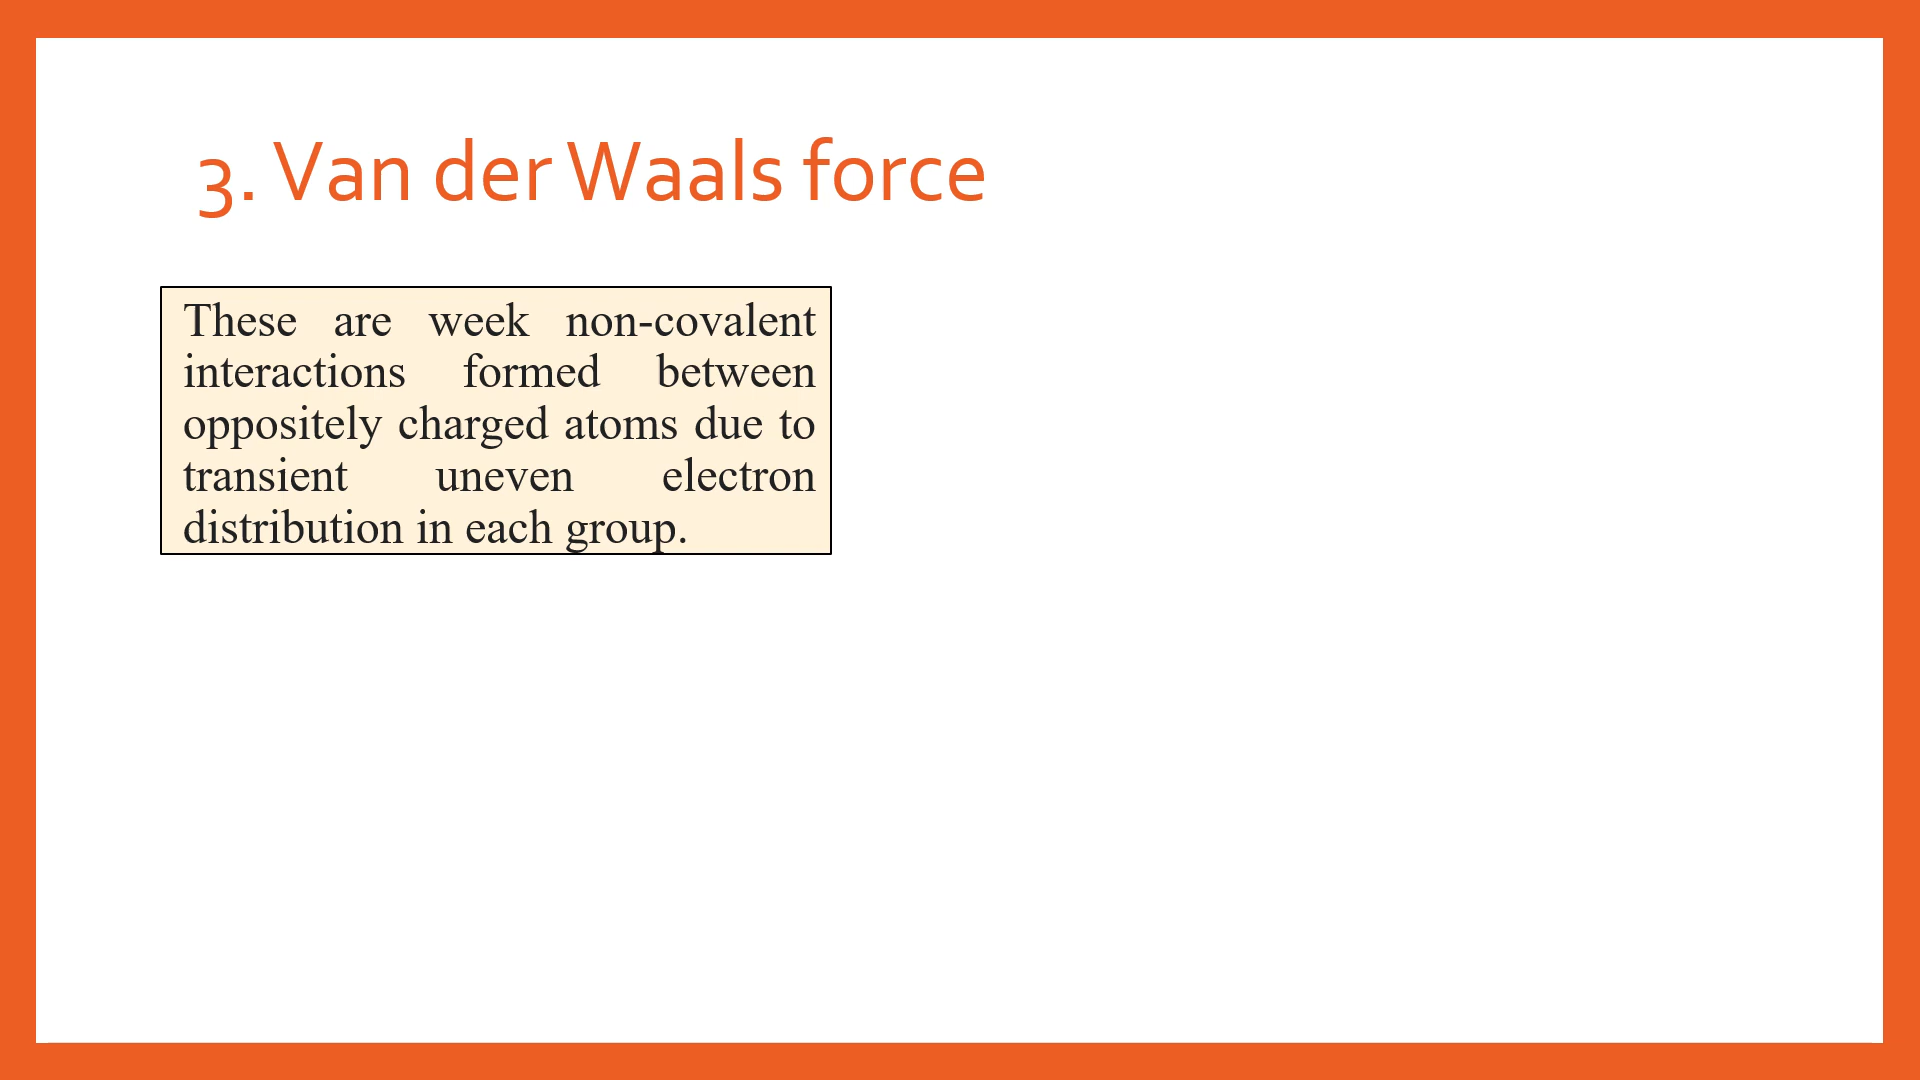 3. Van der Waals force
These are week non-covalent
interactions formed between
oppositely charged atoms due to
transient uneven electron
distribution in each group.